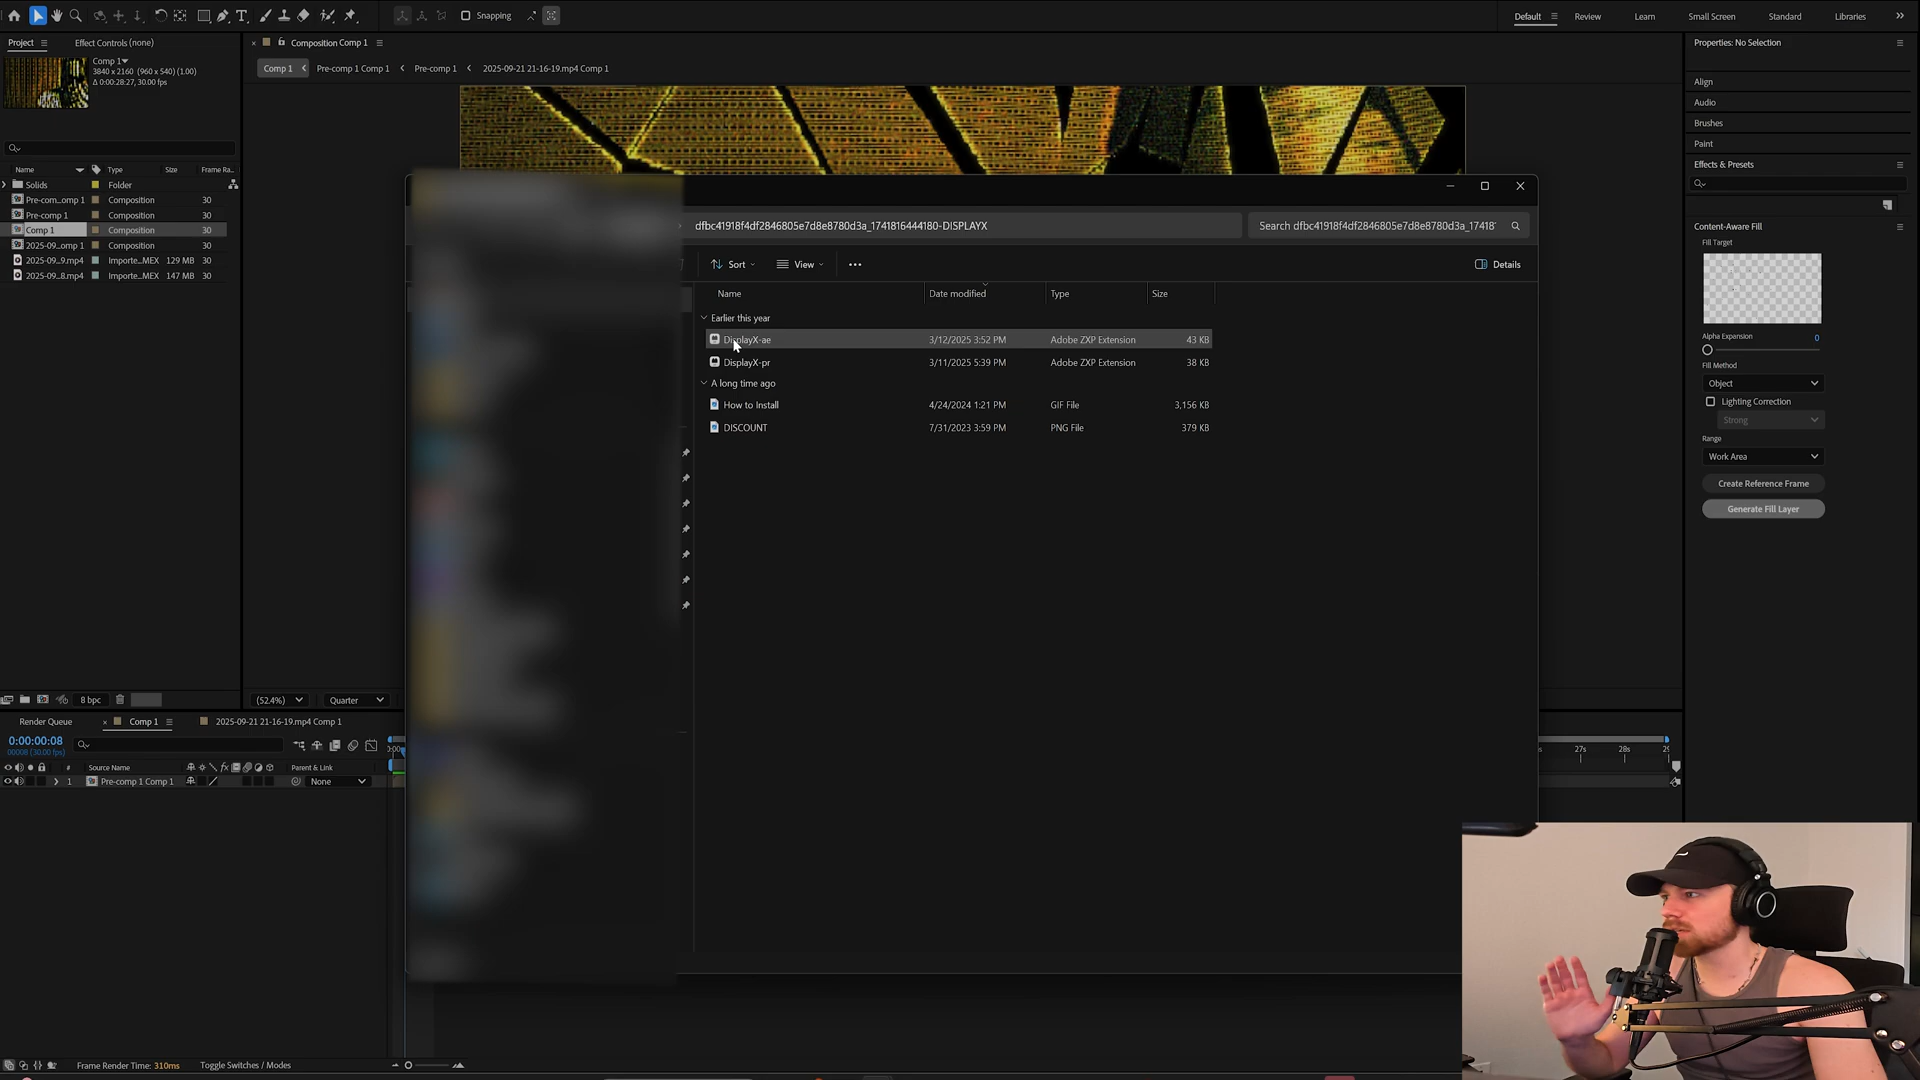 Snapping
Default
Review
Learn
Small Screen
Standard
Libraries
Project
Effect Controls (none)
Composition Comp 1
Properties: No Selection
Comp 1
3840 x 2160 (960 x 540) (1.00)
Δ 0:00:28:27, 30.00 fps
Comp 1
Pre-comp 1 Comp 1
Pre-comp 1
2025-09-21 21-16-19.mp4 Comp 1
Align
Audio
Brushes
Paint
Effects & Presets
Name
Type
Size
Frame Ra..
Solids
Folder
Pre-com...omp 1
Composition
30
Pre-comp 1
Composition
30
Comp 1
Composition
30
2025-09...omp 1
Composition
30
2025-09...9.mp4
Importe...MEX
129 MB
30
2025-09...8.mp4
Importe...MEX
147 MB
30
dfbc41918f4df2846805e7d8e8780d3a_1741816444180-DISPLAYX
Search dfbc41918f4df2846805e7d8e8780d3a_17418'
Sort
View
Details
Name
Date modified
Type
Size
Earlier this year
DisplayX-ae
3/12/2025 3:52 PM
Adobe ZXP Extension
43 KB
DisplayX-pr
3/11/2025 5:39 PM
Adobe ZXP Extension
38 KB
A long time ago
How to Install
4/24/2024 1:21 PM
GIF File
3,156 KB
DISCOUNT
7/31/2023 3:59 PM
PNG File
379 KB
Content-Aware Fill
Fill Target
Alpha Expansion
0
Fill Method
Object
Lighting Correction
Strong
Range
Work Area
Create Reference Frame
Generate Fill Layer
8 bpc
(52.4%)
Quarter
Render Queue
Comp 1
2025-09-21 21-16-19.mp4 Comp 1
0:00:00:08
00008 (30.00 fps)
27s
28s
#
Source Name
Parent & Link
1
Pre-comp 1 Comp 1
None
Frame Render Time: 310ms
Toggle Switches / Modes